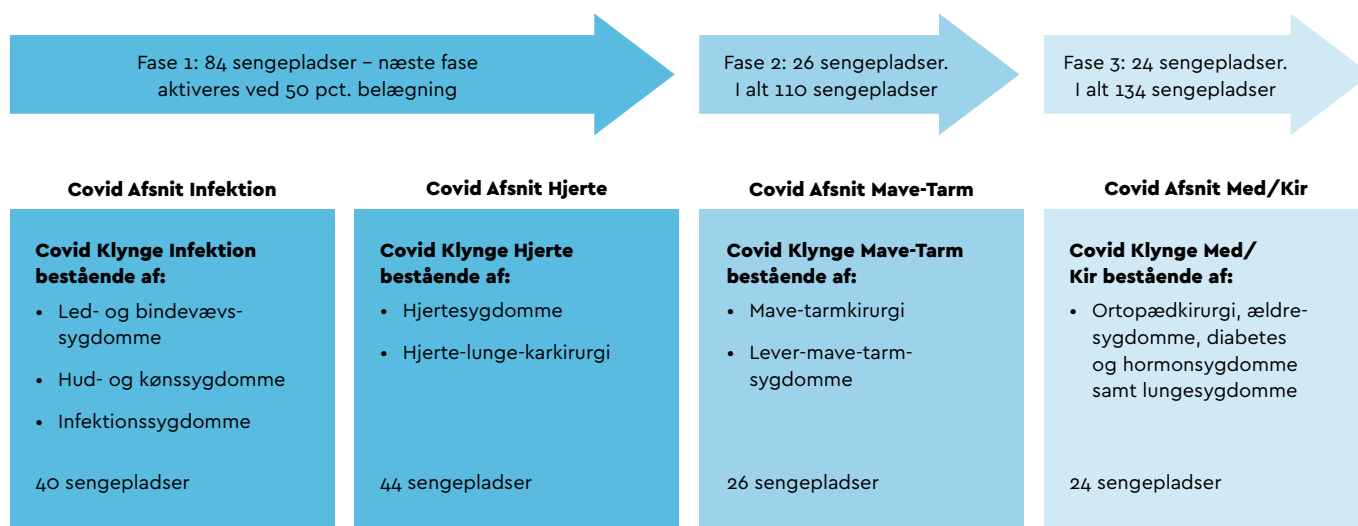 Fase 1: 84 sengepladser – næste fase
aktiveres ved 50 pct. belægning
Fase 2: 26 sengepladser.
I alt 110 sengepladser
Fase 3: 24 sengepladser.
I alt 134 sengepladser
Covid Afsnit Infektion
Covid Klynge Infektion
bestående af:
• Led- og bindevævs-
sygdomme
• Hud- og kønssygdomme
• Infektionssygdomme
40 sengepladser
Covid Afsnit Hjerte
Covid Klynge Hjerte
bestående af:
• Hjertesygdomme
• Hjerte-lunge-karkirurgi
44 sengepladser
Covid Afsnit Mave-Tarm
Covid Klynge Mave-Tarm
bestående af:
• Mave-tarmkirurgi
• Lever-mave-tarm-
sygdomme
26 sengepladser
Covid Afsnit Med/Kir
Covid Klynge Med/
Kir bestående af:
• Ortopædkirurgi, ældre-
sygdomme, diabetes
og hormonsygdomme
samt lungesygdomme
24 sengepladser